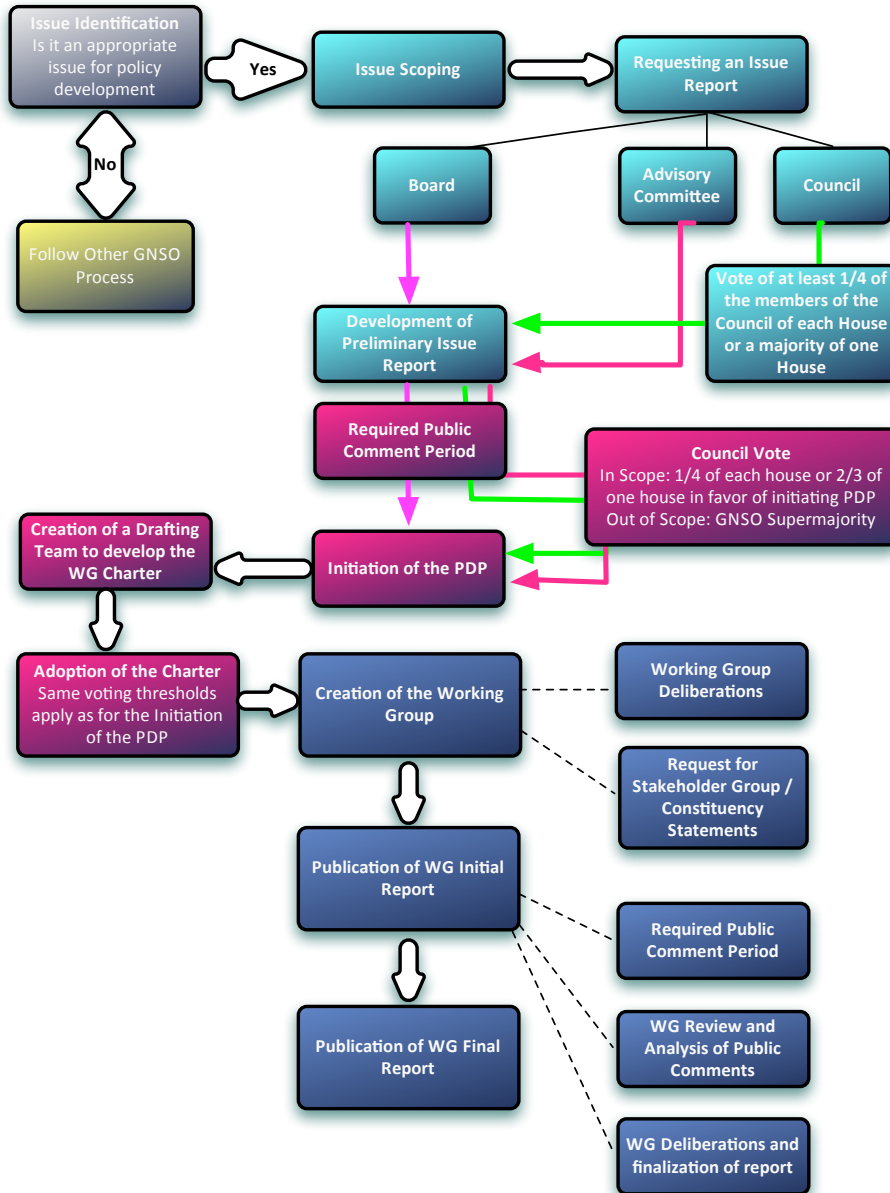 Issue Identification
Is it an appropriate
issue for policy
development
Yes
Issue Scoping
Requesting an Issue
Report
No
Board
Advisory
Committee
Council
Follow Other GNSO
Process
Vote of at least 1/4 of
the members of the
Council of each House
or a majority of one
House
Development of
Preliminary Issue
Report
Required Public
Comment Period
Council Vote
In Scope: 1/4 of each house or 2/3 of
one house in favor of initiating PDP
Out of Scope: GNSO Supermajority
Creation of a Drafting
Team to develop the
WG Charter
Initiation of the PDP
Adoption of the Charter
Same voting thresholds
apply as for the Initiation
of the PDP
Creation of the Working
Group
Working Group
Deliberations
Request for
Stakeholder Group /
Constituency
Statements
Publication of WG Initial
Report
Required Public
Comment Period
Publication of WG Final
Report
WG Review and
Analysis of Public
Comments
WG Deliberations and
finalization of report